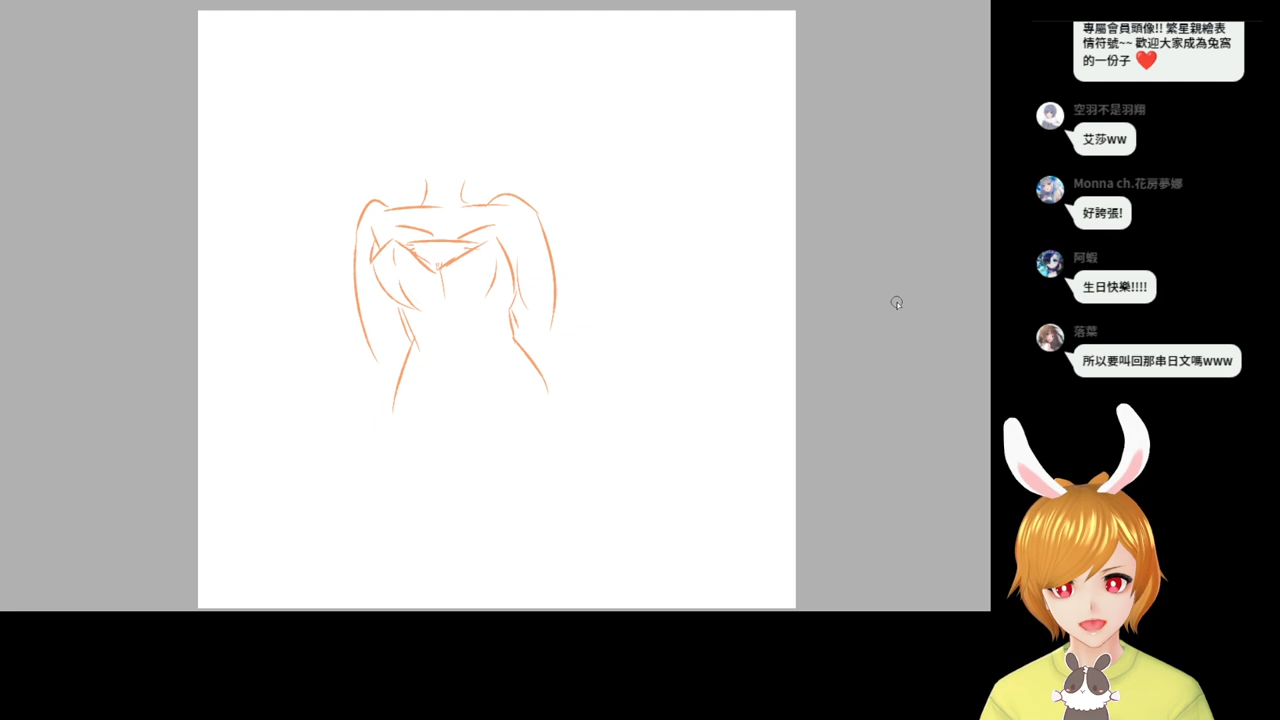 專屬會員頭像!! 繁星親繪表
情符號~~ 歡迎大家成為兔窩
的一份子 ❤️
空羽不是羽翔
艾莎ww
Monna ch.花房夢娜
好誇張!
阿蝦
生日快樂!!!!
落葉
所以要叫回那串日文嗎www